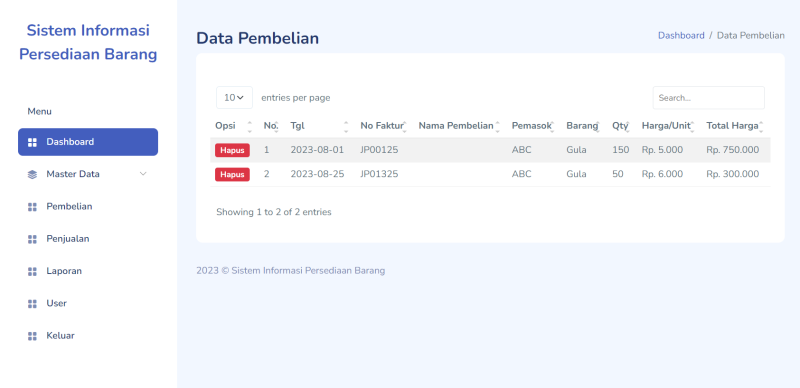 Sistem Informasi
Persediaan Barang
Menu
Dashboard
Master Data
Pembelian
Penjualan
Laporan
User
Keluar
Data Pembelian
Dashboard / Data Pembelian
10 entries per page
Search...
Opsi No. Tgl No Faktur Nama Pembelian Pemasok Barang Qty Harga/Unit Total Harga
Hapus 1 2023-08-01 JP00125 ABC Gula 150 Rp. 5.000 Rp. 750.000
Hapus 2 2023-08-25 JP01325 ABC Gula 50 Rp. 6.000 Rp. 300.000
Showing 1 to 2 of 2 entries
2023 © Sistem Informasi Persediaan Barang